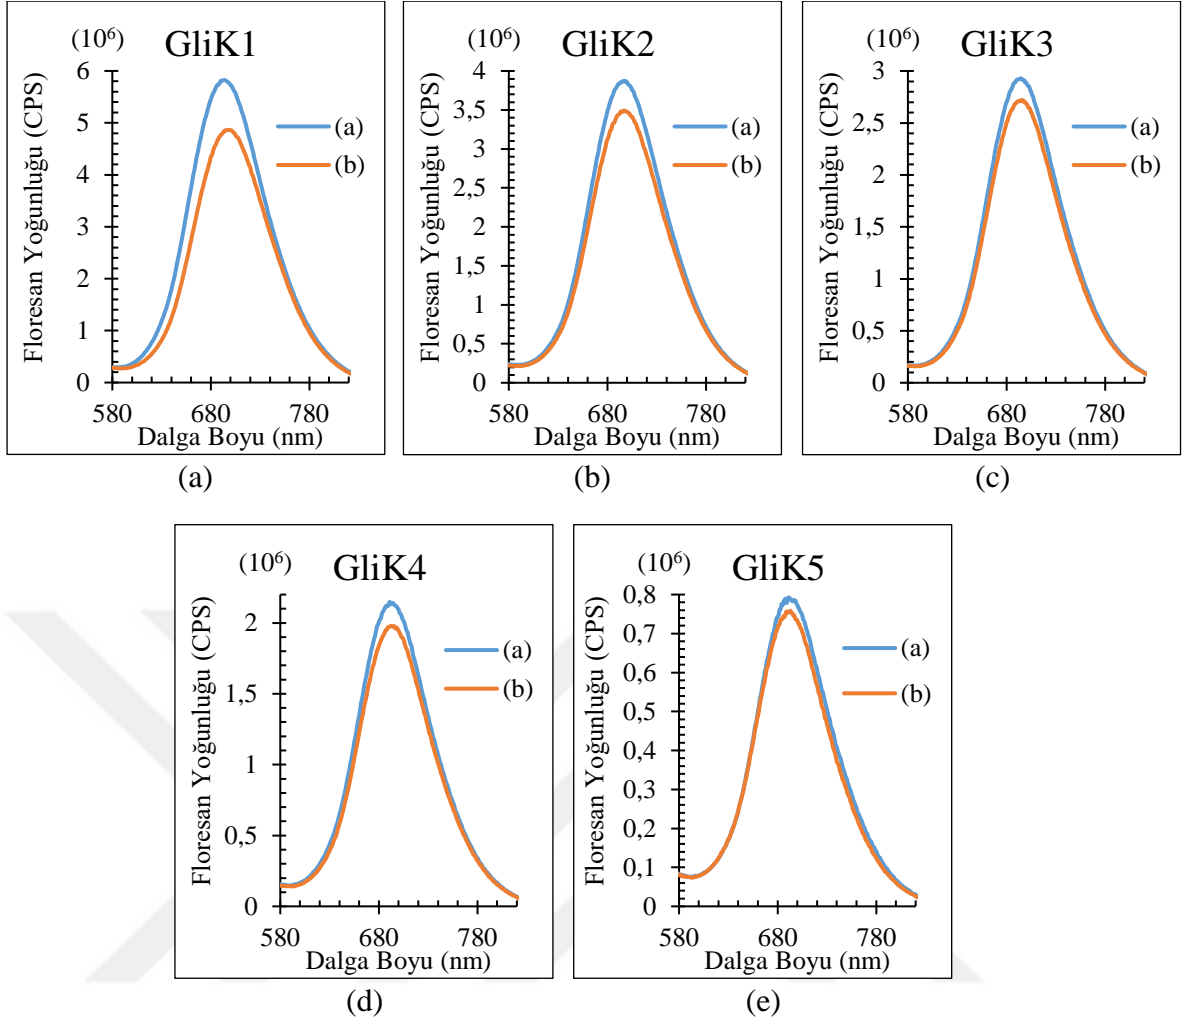 (10⁶) GliK1
Floresan Yoğunluğu (CPS)
6
5
4
3
2
1
0
580 680 780
Dalga Boyu (nm)
(a)
(b)
(a)
(10⁶) GliK2
Floresan Yoğunluğu (CPS)
4
3,5
3
2,5
2
1,5
1
0,5
0
580 680 780
Dalga Boyu (nm)
(a)
(b)
(b)
(10⁶) GliK3
Floresan Yoğunluğu (CPS)
3
2,5
2
1,5
1
0,5
0
580 680 780
Dalga Boyu (nm)
(a)
(b)
(c)
(10⁶) GliK4
Floresan Yoğunluğu (CPS)
2
1,5
1
0,5
0
580 680 780
Dalga Boyu (nm)
(a)
(b)
(d)
(10⁶) GliK5
Floresan Yoğunluğu (CPS)
0,8
0,7
0,6
0,5
0,4
0,3
0,2
0,1
0
580 680 780
Dalga Boyu (nm)
(a)
(b)
(e)